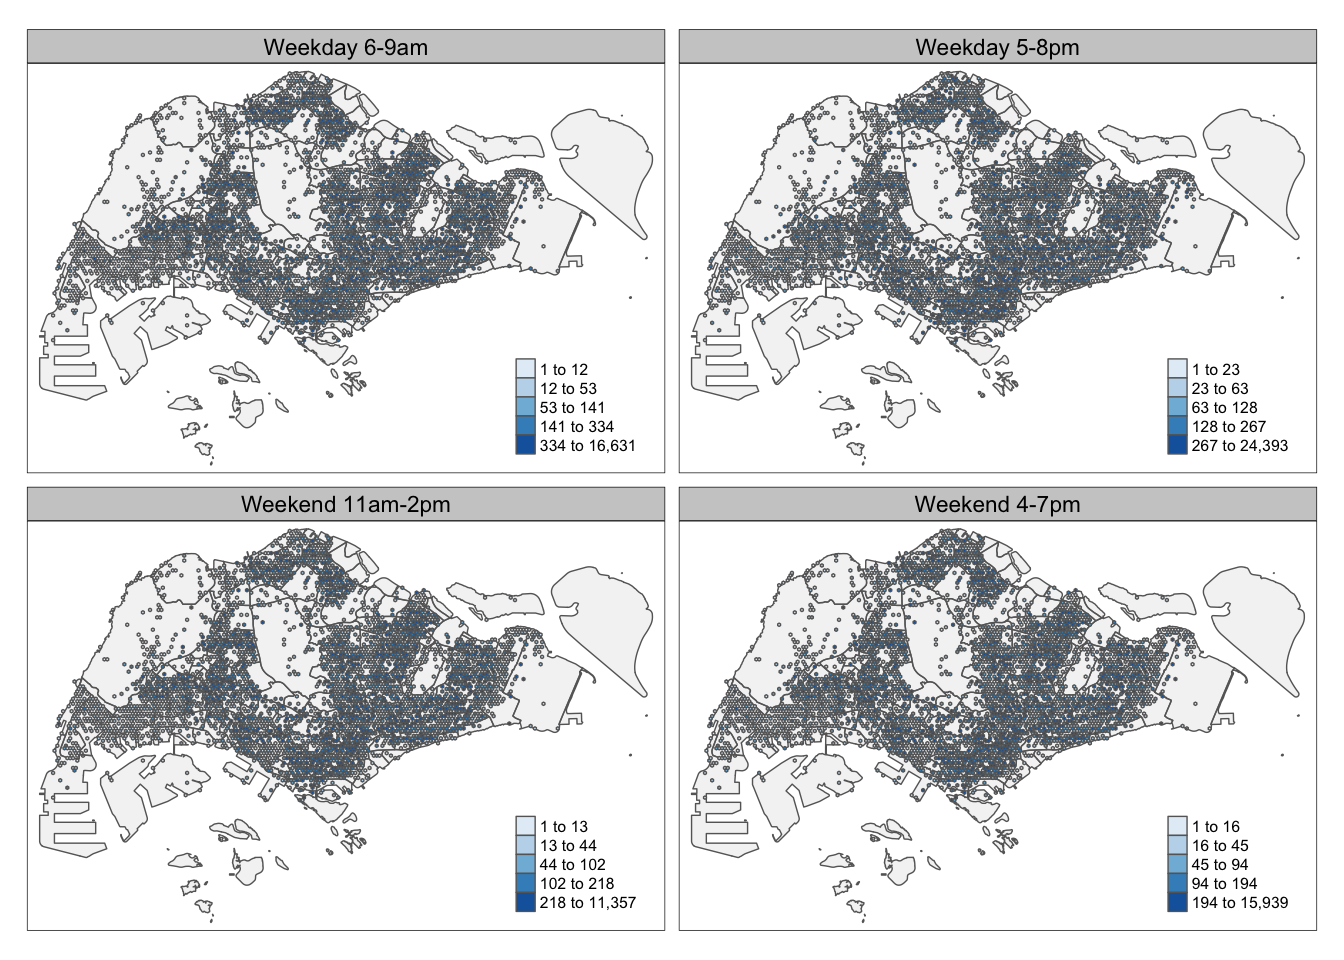 Weekday 6-9am
1 to 12
12 to 53
53 to 141
141 to 334
334 to 16,631
Weekday 5-8pm
1 to 23
23 to 63
63 to 128
128 to 267
267 to 24,393
Weekend 11am-2pm
1 to 13
13 to 44
44 to 102
102 to 218
218 to 11,357
Weekend 4-7pm
1 to 16
16 to 45
45 to 94
94 to 194
194 to 15,939